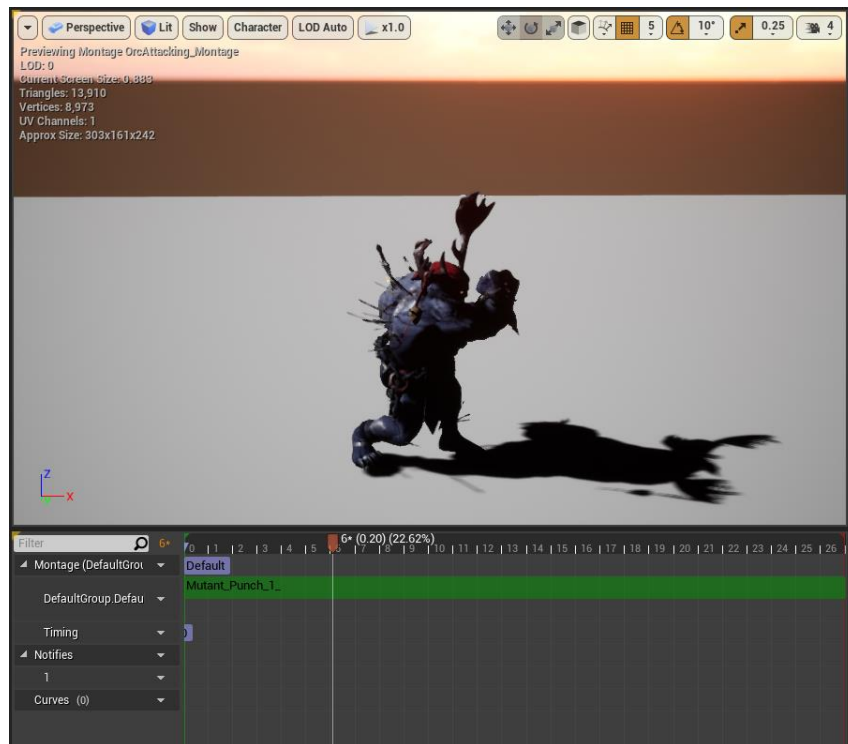 Perspective Lit Show Character LOD Auto x1.0 5 10° 0.25 4
Previewing Montage OrcAttacking_Montage
LOD: 0
Current Screen Size: 0.883
Triangles: 13,910
Vertices: 8,973
UV Channels: 1
Approx Size: 303x161x242
Z
X
6* (0.20) (22.62%)
Filter 6* 0 1 2 3 4 5 6 7 8 9 10 11 12 13 14 15 16 17 18 19 20 21 22 23 24 25 26
Montage (DefaultGrou Default
Mutant_Punch_1_
DefaultGroup.Defau
Timing
Notifies
1
Curves (0)